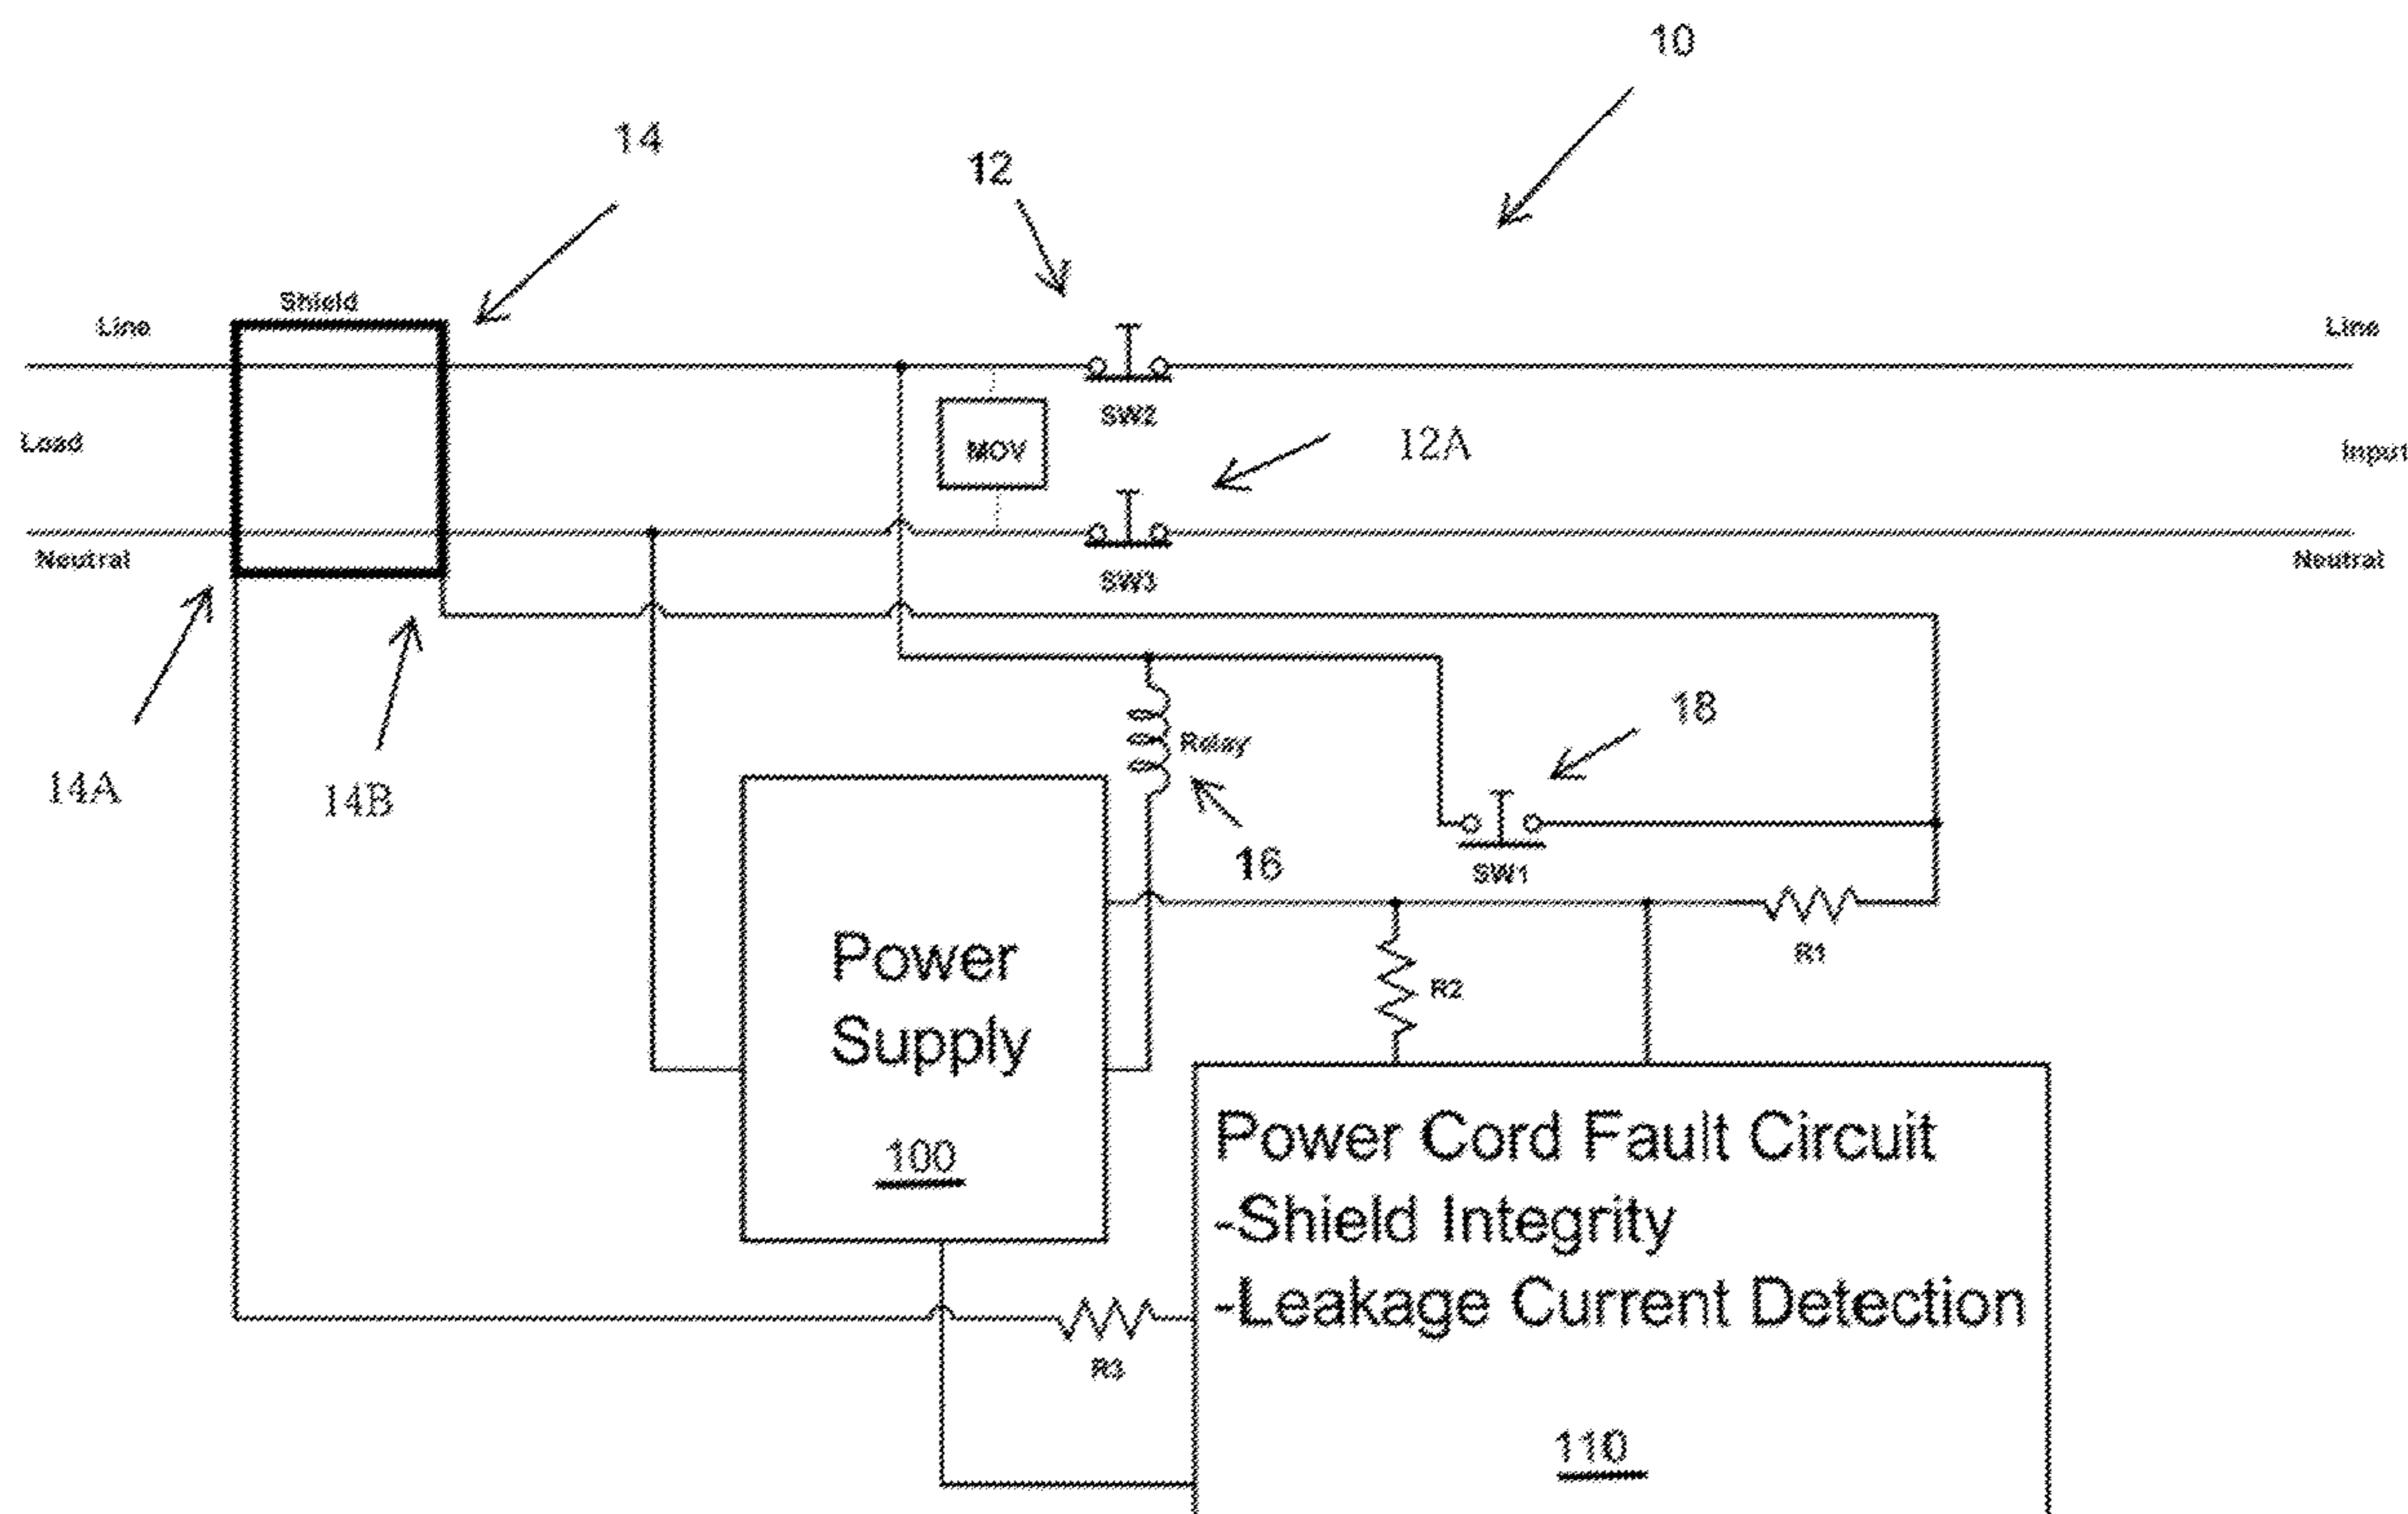 10
14
12
Shield
Line
Line
SW2
Load
MOV
12A
Input
Neutral
SW3
Neutral
18
Relay
14A
14B
16
SW1
R1
Power
Supply
R2
100
Power Cord Fault Circuit
-Shield Integrity
-Leakage Current Detection
R3
110